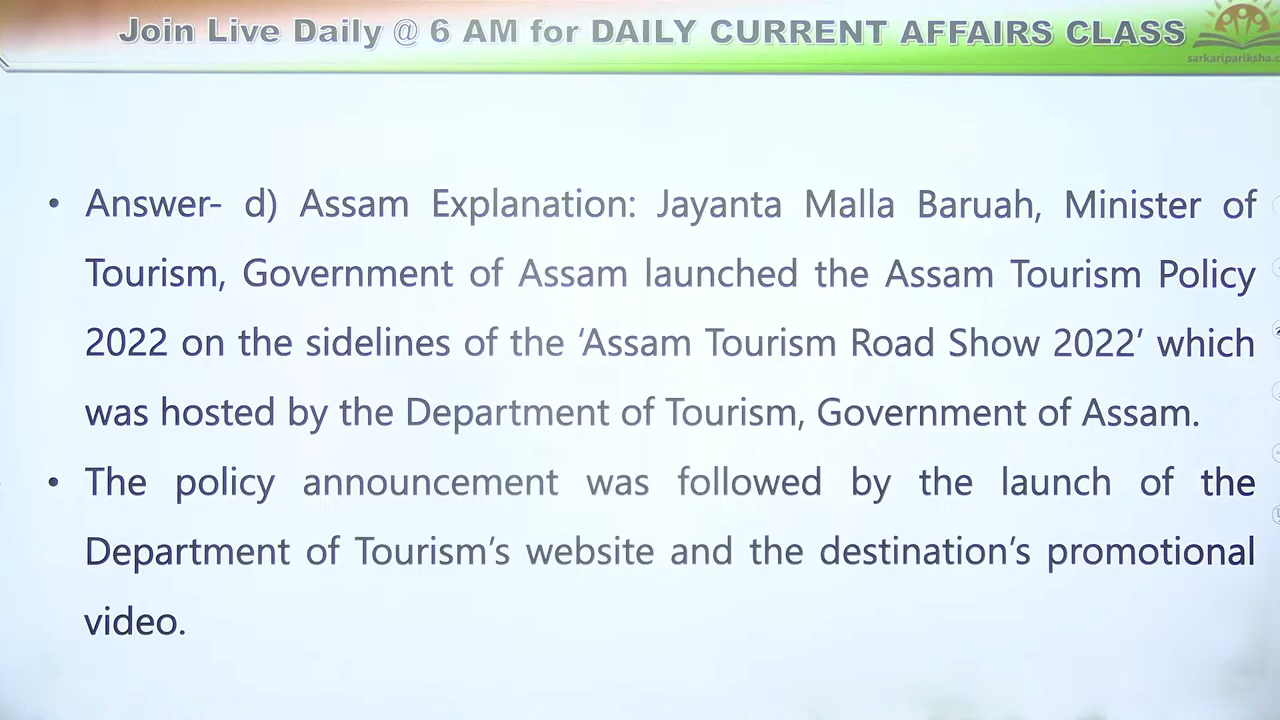 Join Live Daily @ 6 AM for DAILY CURRENT AFFAIRS CLASS
• Answer- d) Assam Explanation: Jayanta Malla Baruah, Minister of
Tourism, Government of Assam launched the Assam Tourism Policy
2022 on the sidelines of the ‘Assam Tourism Road Show 2022’ which
was hosted by the Department of Tourism, Government of Assam.
• The policy announcement was followed by the launch of the
Department of Tourism’s website and the destination’s promotional
video.